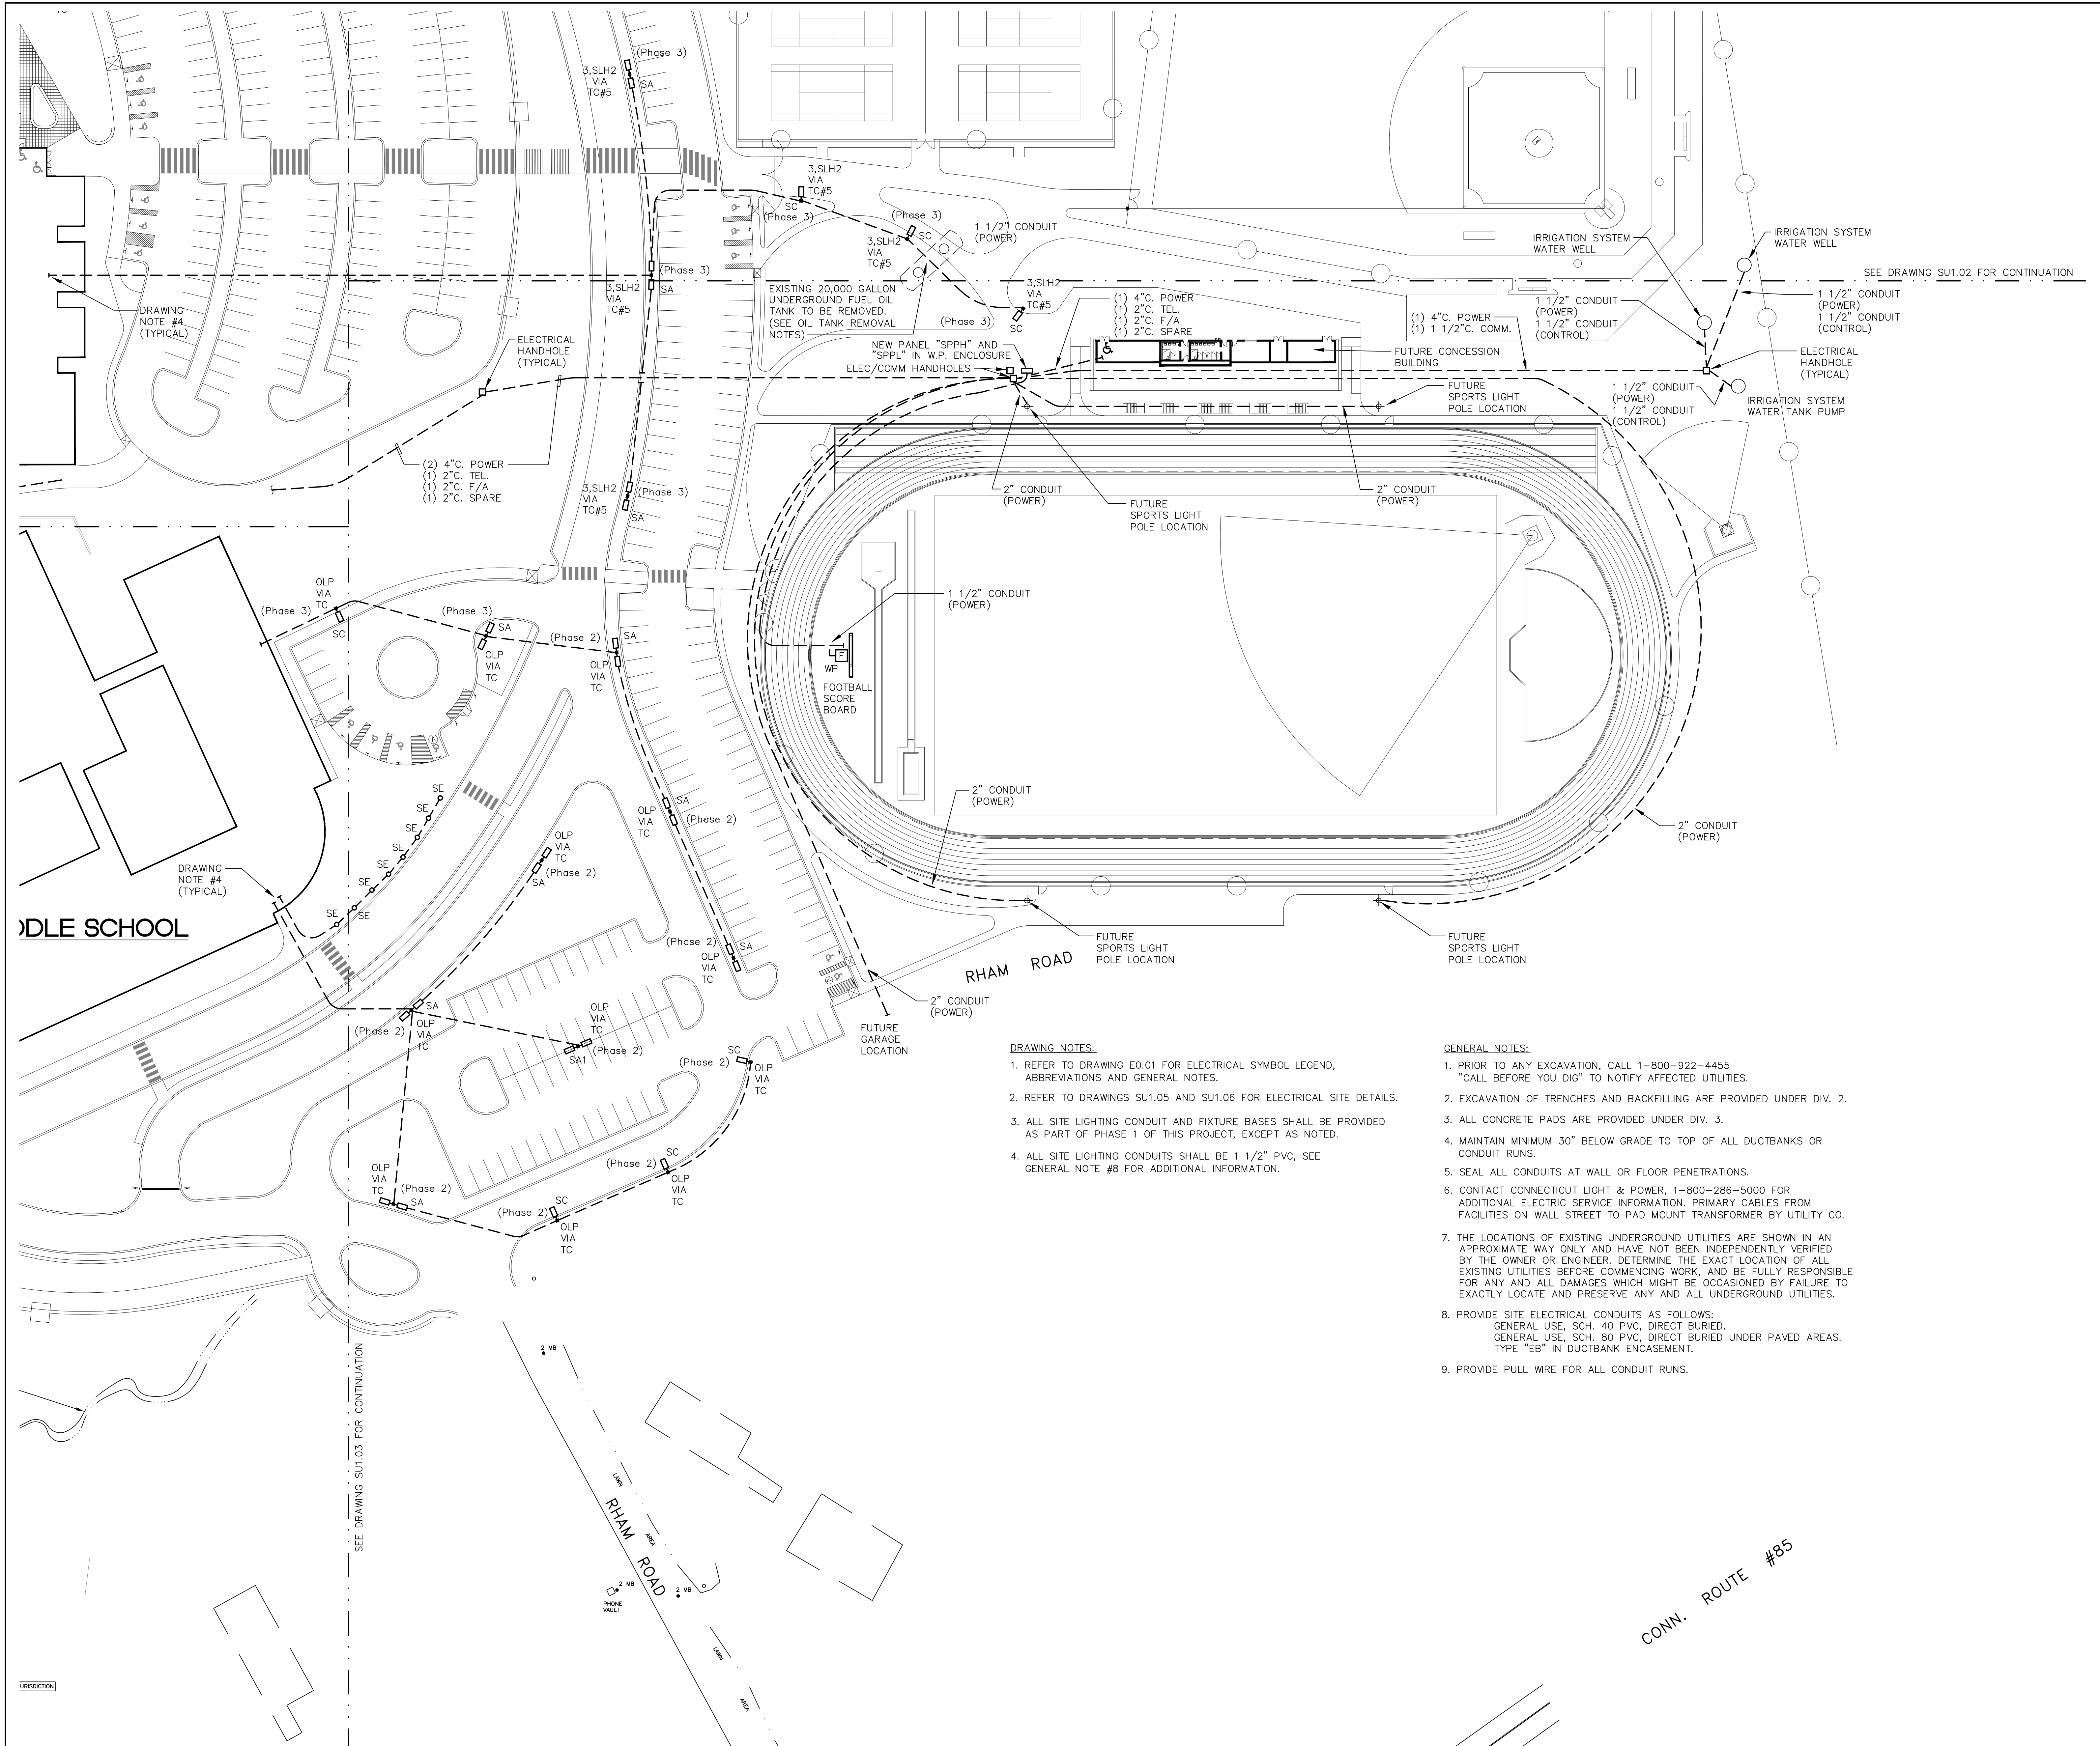 (Phase 3)
3,SLH2
VIA
TC#5
SA
3,SLH2
VIA
TC#5
SC
(Phase 3)
(Phase 3)
SC
3,SLH2
VIA
TC#5
1 1/2" CONDUIT
(POWER)
(Phase 3)
3,SLH2
VIA
TC#5
SA
EXISTING 20,000 GALLON
UNDERGROUND FUEL OIL
TANK TO BE REMOVED.
(SEE OIL TANK REMOVAL
NOTES)
3,SLH2
VIA
TC#5
(Phase 3)
SC
IRRIGATION SYSTEM
WATER WELL
IRRIGATION SYSTEM
WATER WELL
SEE DRAWING SU1.02 FOR CONTINUATION
1 1/2" CONDUIT
(POWER)
1 1/2" CONDUIT
(CONTROL)
1 1/2" CONDUIT
(POWER)
1 1/2" CONDUIT
(CONTROL)
(1) 4"C. POWER
(1) 2"C. TEL.
(1) 2"C. F/A
(1) 2"C. SPARE
(1) 4"C. POWER
(1) 1 1/2"C. COMM.
DRAWING
NOTE #4
(TYPICAL)
ELECTRICAL
HANDHOLE
(TYPICAL)
NEW PANEL "SPPH" AND
"SPPL" IN W.P. ENCLOSURE
ELEC/COMM HANDHOLES
FUTURE CONCESSION
BUILDING
ELECTRICAL
HANDHOLE
(TYPICAL)
FUTURE
SPORTS LIGHT
POLE LOCATION
1 1/2" CONDUIT
(POWER)
1 1/2" CONDUIT
(CONTROL)
IRRIGATION SYSTEM
WATER TANK PUMP
(2) 4"C. POWER
(1) 2"C. TEL.
(1) 2"C. F/A
(1) 2"C. SPARE
3,SLH2
VIA
TC#5
(Phase 3)
SA
2" CONDUIT
(POWER)
FUTURE
SPORTS LIGHT
POLE LOCATION
2" CONDUIT
(POWER)
OLP
VIA
TC
(Phase 3)
SC
(Phase 3)
SA
OLP
VIA
TC
(Phase 2)
SA
OLP
VIA
TC
1 1/2" CONDUIT
(POWER)
F
WP
FOOTBALL
SCORE
BOARD
SE
SE
SE
SE
SE
SE
SE
SE
OLP
VIA
TC
SA
(Phase 2)
OLP
VIA
TC
(Phase 2)
SA
2" CONDUIT
(POWER)
2" CONDUIT
(POWER)
DRAWING
NOTE #4
(TYPICAL)
DDLE SCHOOL
(Phase 2)
SA
OLP
VIA
TC
FUTURE
SPORTS LIGHT
POLE LOCATION
FUTURE
SPORTS LIGHT
POLE LOCATION
RHAM ROAD
2" CONDUIT
(POWER)
FUTURE
GARAGE
LOCATION
SA
(Phase 2)
OLP
VIA
TC
OLP
VIA
TC
(Phase 2)
SA1
SC
(Phase 2)
OLP
VIA
TC
OLP
VIA
TC
(Phase 2)
SA
SC
(Phase 2)
OLP
VIA
TC
SC
(Phase 2)
OLP
VIA
TC
DRAWING NOTES:
1. REFER TO DRAWING E0.01 FOR ELECTRICAL SYMBOL LEGEND,
ABBREVIATIONS AND GENERAL NOTES.
2. REFER TO DRAWINGS SU1.05 AND SU1.06 FOR ELECTRICAL SITE DETAILS.
3. ALL SITE LIGHTING CONDUIT AND FIXTURE BASES SHALL BE PROVIDED
AS PART OF PHASE 1 OF THIS PROJECT, EXCEPT AS NOTED.
4. ALL SITE LIGHTING CONDUITS SHALL BE 1 1/2" PVC, SEE
GENERAL NOTE #8 FOR ADDITIONAL INFORMATION.
GENERAL NOTES:
1. PRIOR TO ANY EXCAVATION, CALL 1-800-922-4455
"CALL BEFORE YOU DIG" TO NOTIFY AFFECTED UTILITIES.
2. EXCAVATION OF TRENCHES AND BACKFILLING ARE PROVIDED UNDER DIV. 2.
3. ALL CONCRETE PADS ARE PROVIDED UNDER DIV. 3.
4. MAINTAIN MINIMUM 30" BELOW GRADE TO TOP OF ALL DUCTBANKS OR
CONDUIT RUNS.
5. SEAL ALL CONDUITS AT WALL OR FLOOR PENETRATIONS.
6. CONTACT CONNECTICUT LIGHT & POWER, 1-800-286-5000 FOR
ADDITIONAL ELECTRIC SERVICE INFORMATION. PRIMARY CABLES FROM
FACILITIES ON WALL STREET TO PAD MOUNT TRANSFORMER BY UTILITY CO.
7. THE LOCATIONS OF EXISTING UNDERGROUND UTILITIES ARE SHOWN IN AN
APPROXIMATE WAY ONLY AND HAVE NOT BEEN INDEPENDENTLY VERIFIED
BY THE OWNER OR ENGINEER. DETERMINE THE EXACT LOCATION OF ALL
EXISTING UTILITIES BEFORE COMMENCING WORK, AND BE FULLY RESPONSIBLE
FOR ANY AND ALL DAMAGES WHICH MIGHT BE OCCASIONED BY FAILURE TO
EXACTLY LOCATE AND PRESERVE ANY AND ALL UNDERGROUND UTILITIES.
8. PROVIDE SITE ELECTRICAL CONDUITS AS FOLLOWS:
GENERAL USE, SCH. 40 PVC, DIRECT BURIED.
GENERAL USE, SCH. 80 PVC, DIRECT BURIED UNDER PAVED AREAS.
TYPE "EB" IN DUCTBANK ENCASEMENT.
9. PROVIDE PULL WIRE FOR ALL CONDUIT RUNS.
SEE DRAWING SU1.03 FOR CONTINUATION
2 MB
LAWN
AREA
RHAM ROAD
2 MB
2 MB
PHONE
VAULT
LAWN
AREA
CONN. ROUTE #85
URISDICTION